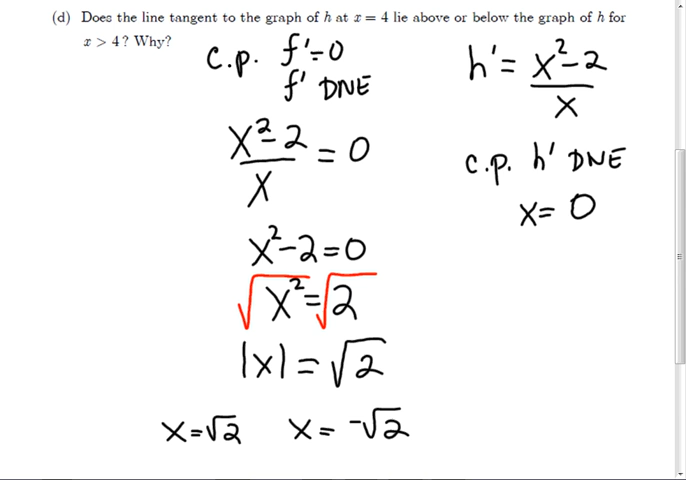 (d) Does the line tangent to the graph of h at x = 4 lie above or below the graph of h for
x > 4? Why?
c.p. f'=0
f' DNE
x²-2/x = 0
x²-2=0
√x²=√2
|x|=√2
x=√2 x=-√2
h'= x²-2/x
c.p. h' DNE
x= 0